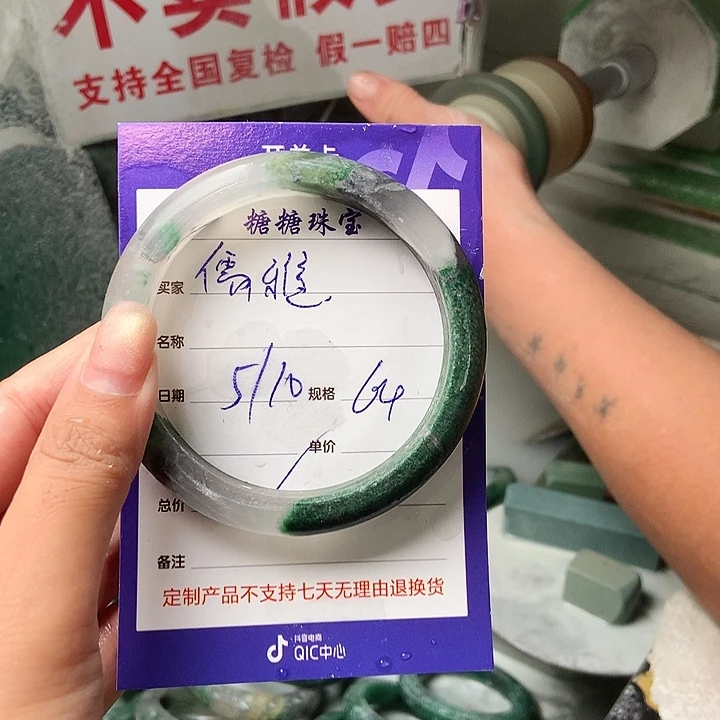 支持全国复检 假一赔四
糖糖珠宝
买家 儒雅
名称
日期 5/10 规格 64
单价
总价
备注
定制产品不支持七天无理由退换货
抖音电商
QIC中心